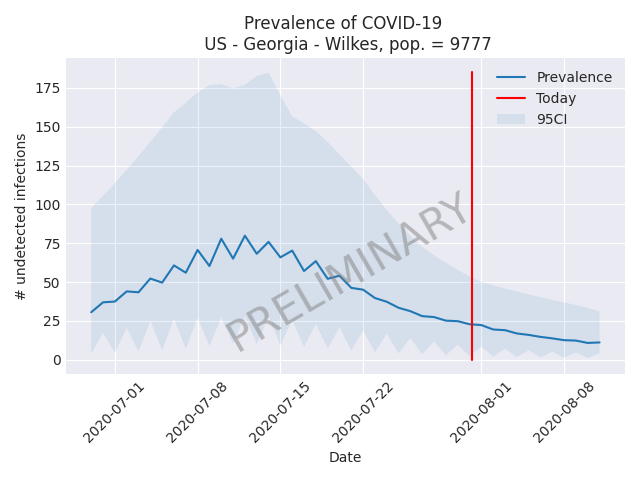 Prevalence of COVID-19
US - Georgia - Wilkes, pop. = 9777
Prevalence
Today
95CI
# undetected infections
175
150
125
100
75
50
25
0
PRELIMINARY
2020-07-01
2020-07-08
2020-07-15
2020-07-22
2020-08-01
2020-08-08
Date